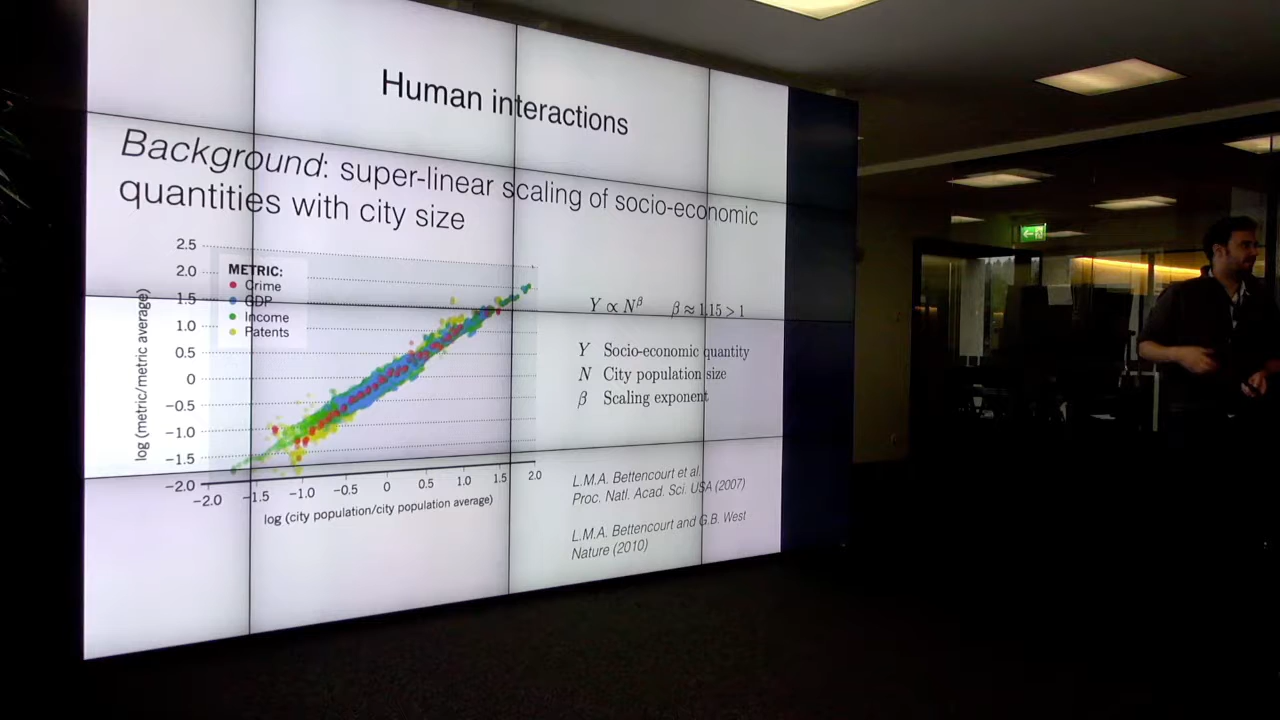 Human interactions
Background: super-linear scaling of socio-economic
quantities with city size
2.5
2.0
1.5
1.0
0.5
0
−0.5
−1.0
−1.5
−2.0
log (metric/metric average)
METRIC:
Crime
GDP
Income
Patents
−2.0 −1.5 −1.0 −0.5 0 0.5 1.0 1.5 2.0
log (city population/city population average)
Y ∝ N^β β ≈ 1.15 > 1
Y Socio-economic quantity
N City population size
β Scaling exponent
L.M.A. Bettencourt et al.
Proc. Natl. Acad. Sci. USA (2007)
L.M.A. Bettencourt and G.B. West
Nature (2010)